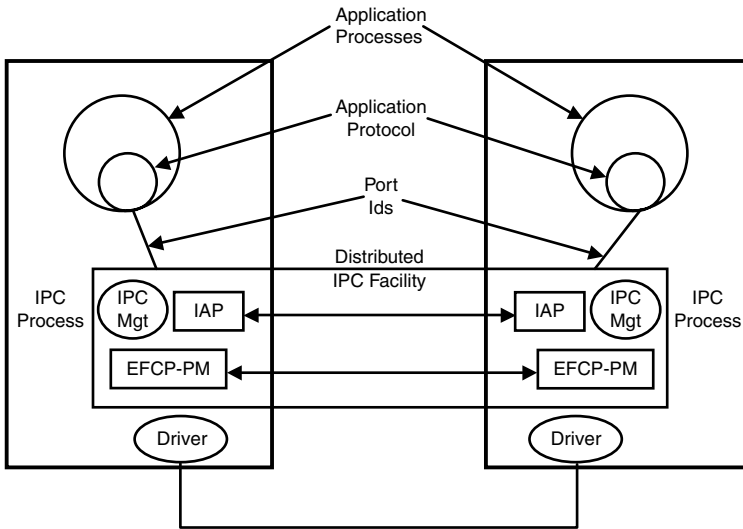 Application
Processes
Application
Protocol
Port
Ids
Distributed
IPC Facility
IPC
Process
IPC
Mgt
IAP
IAP
IPC
Mgt
IPC
Process
EFCP-PM
EFCP-PM
Driver
Driver